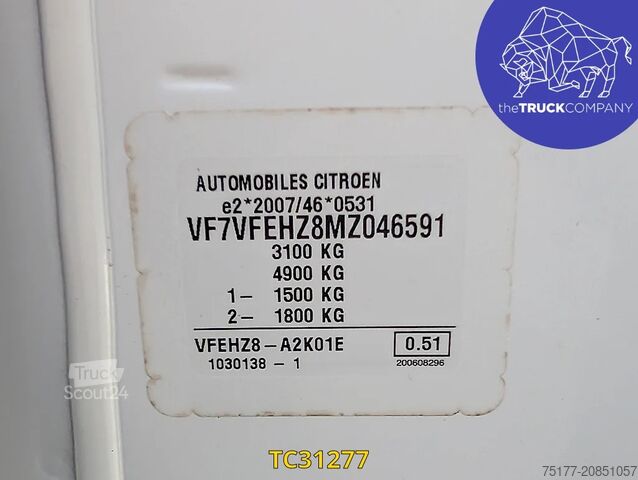 theTRUCKCOMPANY
AUTOMOBILES CITROEN
e2*2007/46*0531
VF7VFEHZ8MZ046591
3100 KG
4900 KG
1- 1500 KG
2- 1800 KG
VFEHZ8-A2K01E 0.51
1030138 - 1 200608296
Truck
Scout24
TC31277
75177-20851057